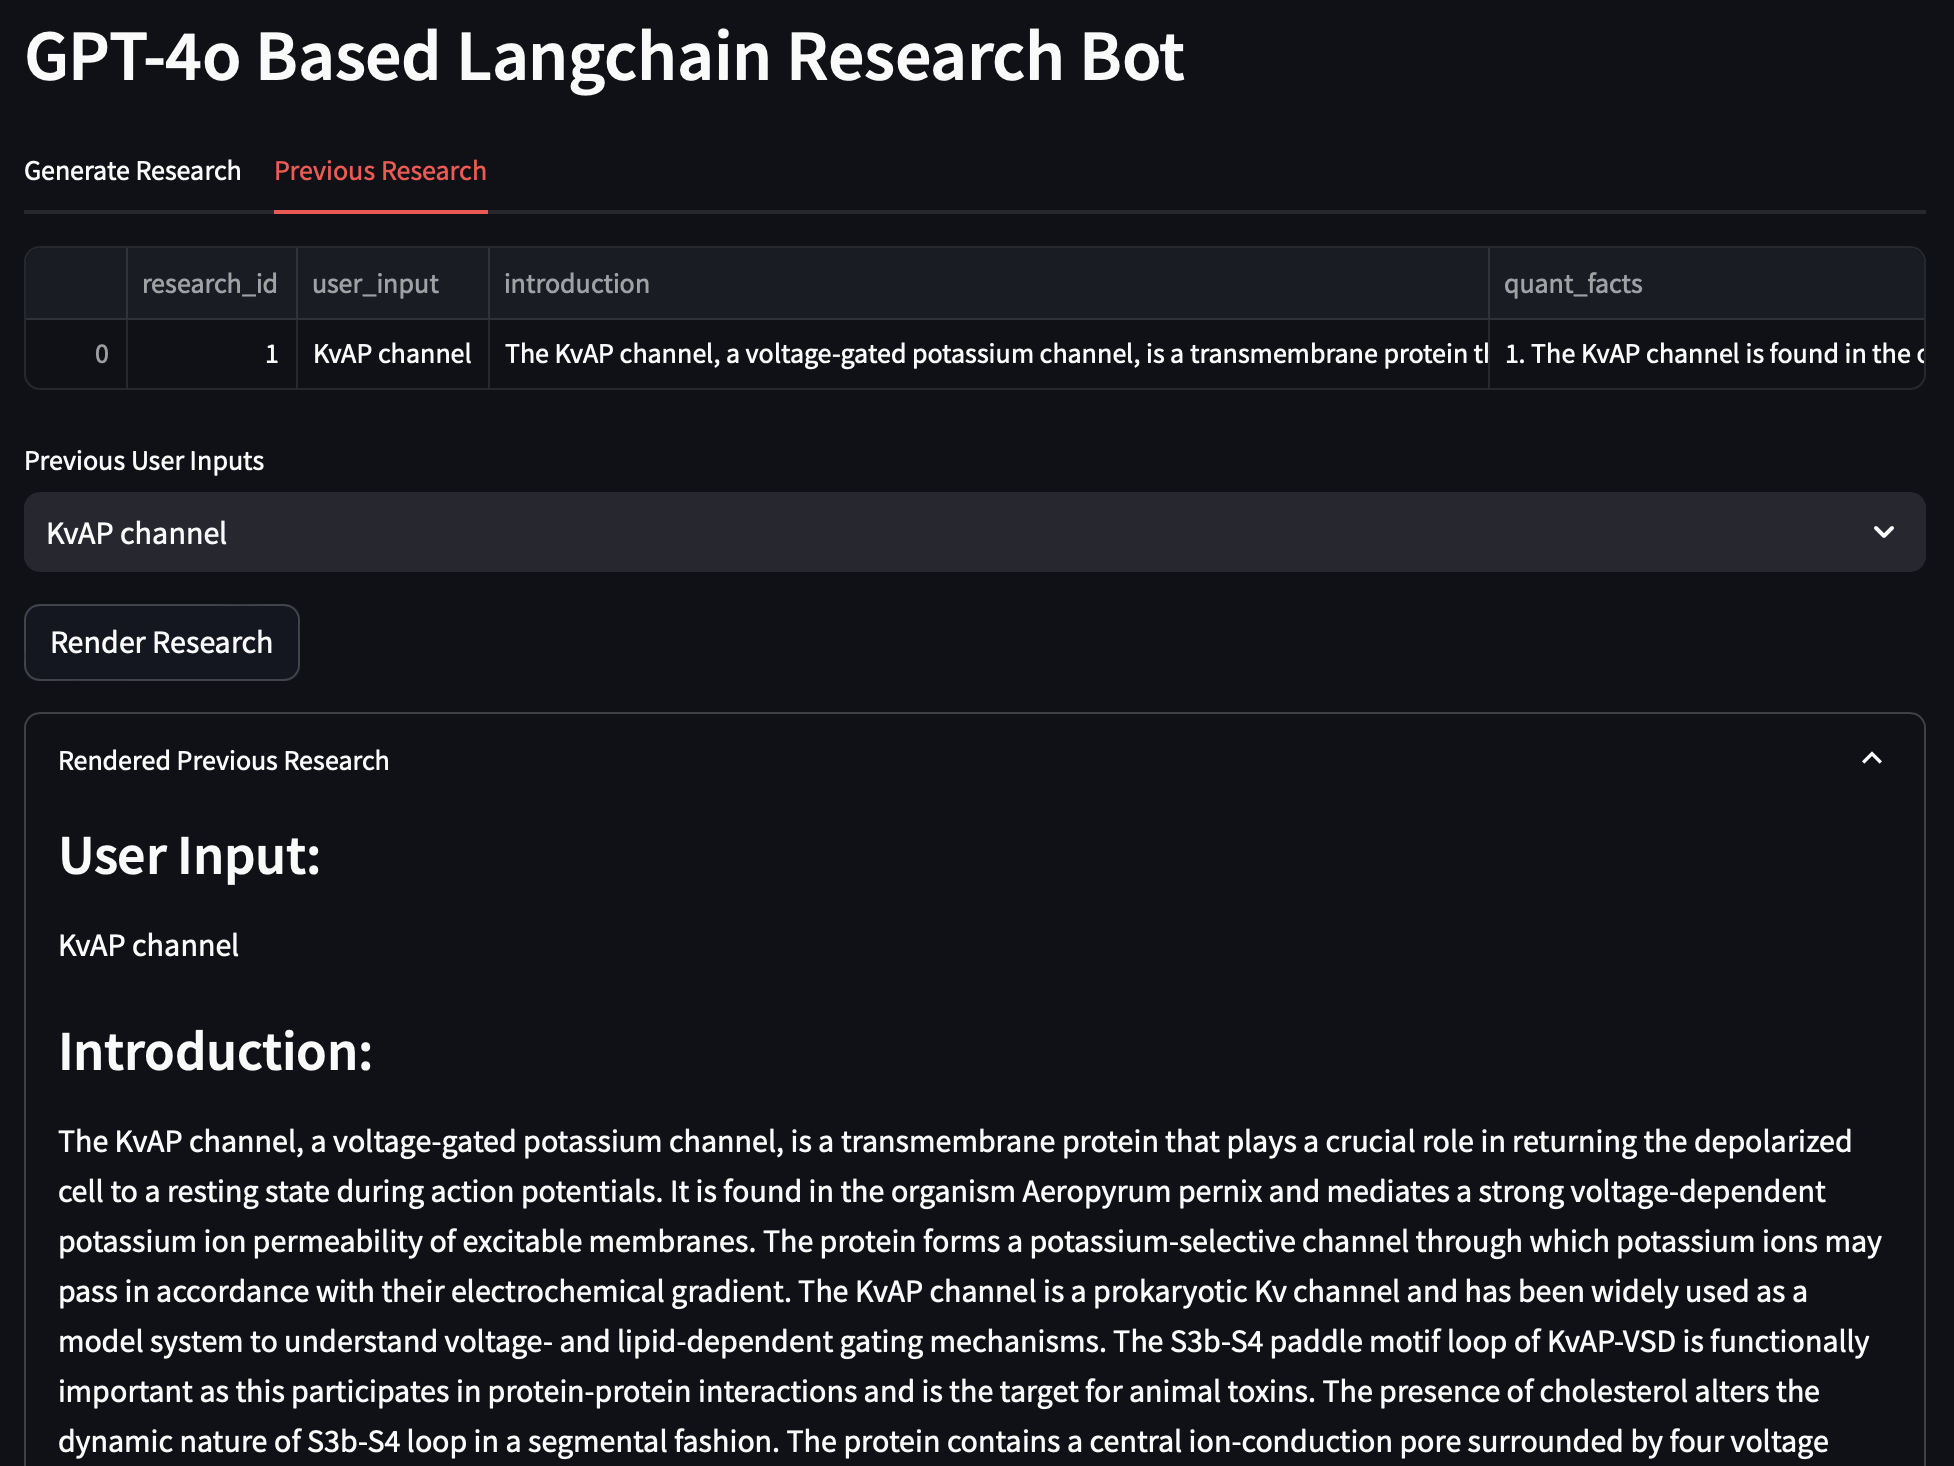 GPT-4o Based Langchain Research Bot
Generate Research Previous Research
research_id user_input introduction quant_facts
0 1 KvAP channel The KvAP channel, a voltage-gated potassium channel, is a transmembrane protein 1. The KvAP channel is found in the
Previous User Inputs
KvAP channel
Render Research
Rendered Previous Research
User Input:
KvAP channel
Introduction:
The KvAP channel, a voltage-gated potassium channel, is a transmembrane protein that plays a crucial role in returning the depolarized
cell to a resting state during action potentials. It is found in the organism Aeropyrum pernix and mediates a strong voltage-dependent
potassium ion permeability of excitable membranes. The protein forms a potassium-selective channel through which potassium ions may
pass in accordance with their electrochemical gradient. The KvAP channel is a prokaryotic Kv channel and has been widely used as a
model system to understand voltage- and lipid-dependent gating mechanisms. The S3b-S4 paddle motif loop of KvAP-VSD is functionally
important as this participates in protein-protein interactions and is the target for animal toxins. The presence of cholesterol alters the
dynamic nature of S3b-S4 loop in a segmental fashion. The protein contains a central ion-conduction pore surrounded by four voltage